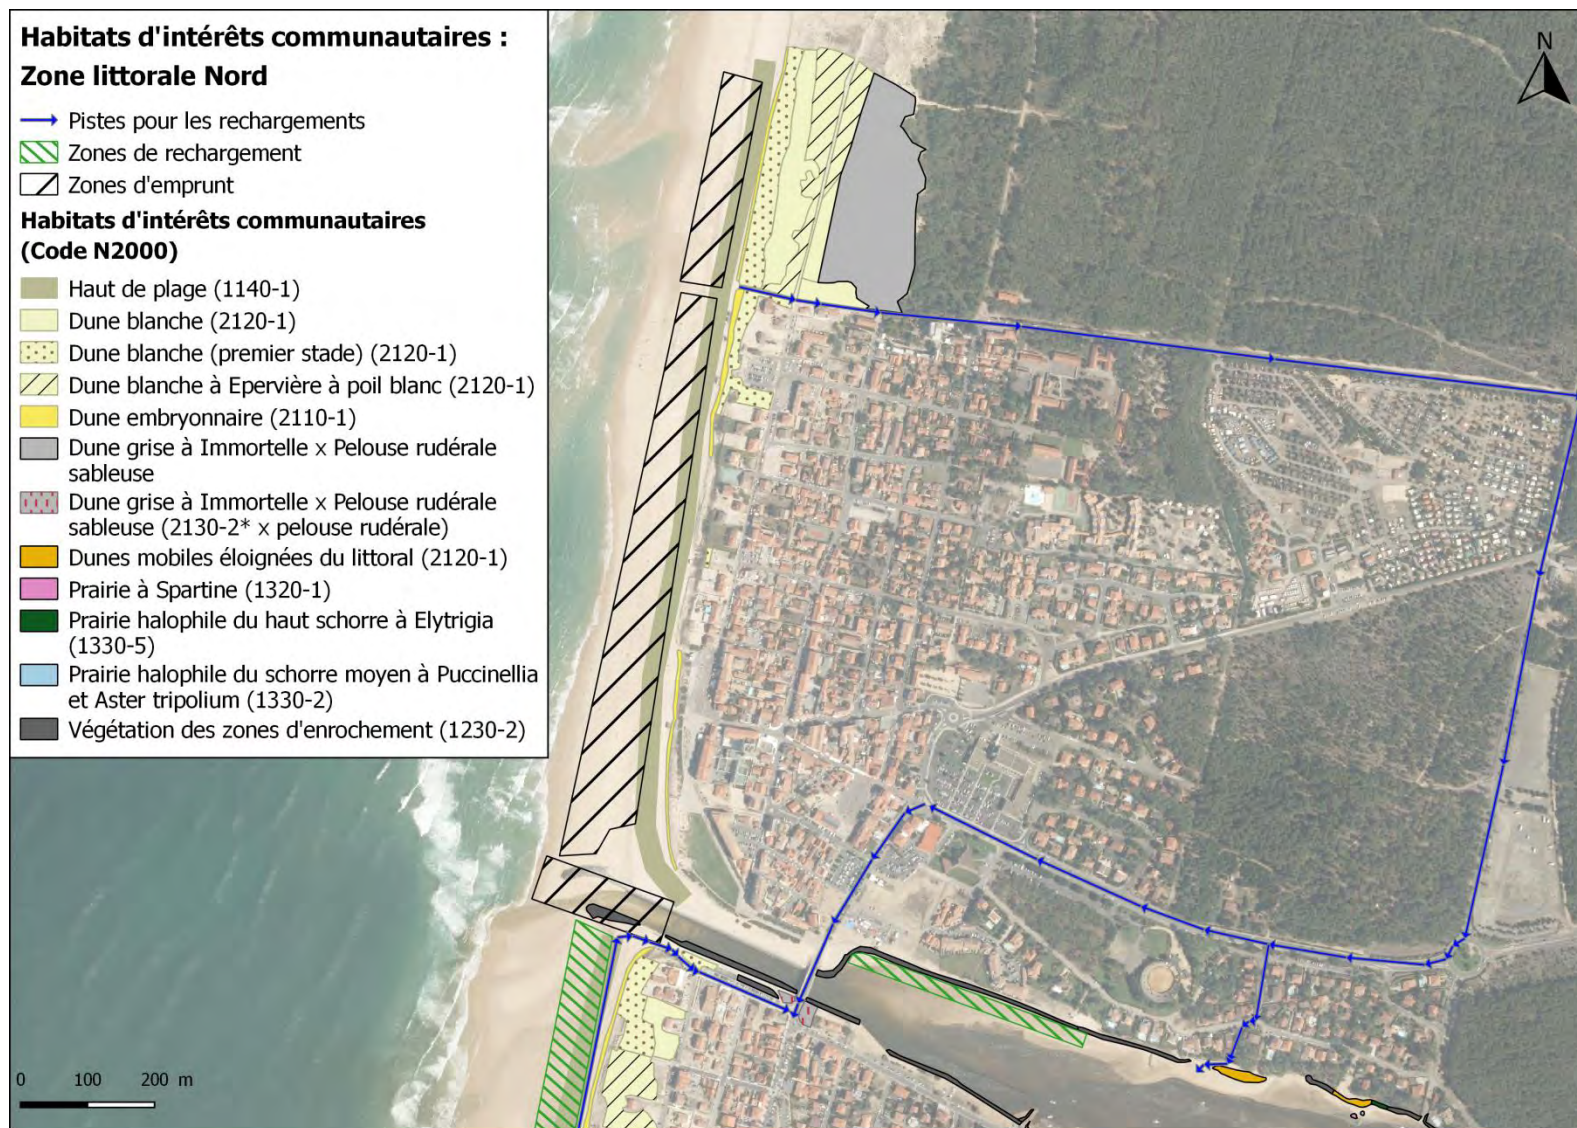 Habitats d'intérêts communautaires :
Zone littorale Nord
Pistes pour les rechargements
Zones de rechargement
Zones d'emprunt
Habitats d'intérêts communautaires
(Code N2000)
Haut de plage (1140-1)
Dune blanche (2120-1)
Dune blanche (premier stade) (2120-1)
Dune blanche à Epervière à poil blanc (2120-1)
Dune embryonnaire (2110-1)
Dune grise à Immortelle x Pelouse rudérale
sableuse
Dune grise à Immortelle x Pelouse rudérale
sableuse (2130-2* x pelouse rudérale)
Dunes mobiles éloignées du littoral (2120-1)
Prairie à Spartine (1320-1)
Prairie halophile du haut schorre à Elytrigia
(1330-5)
Prairie halophile du schorre moyen à Puccinellia
et Aster tripolium (1330-2)
Végétation des zones d'enrochement (1230-2)
N
0 100 200 m